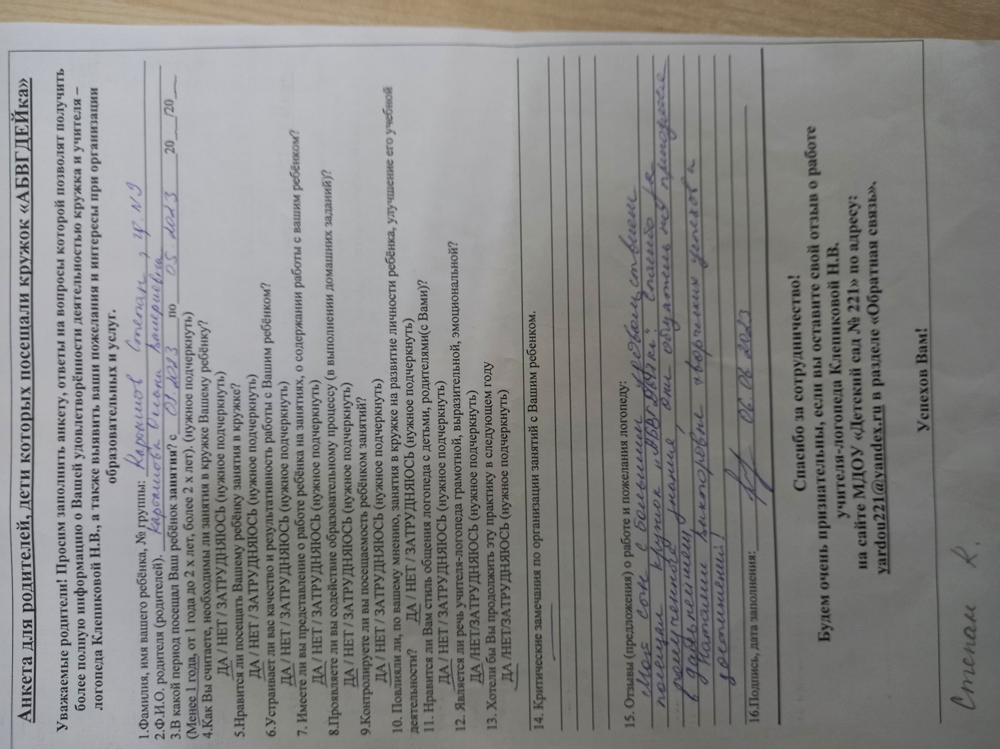 Анкета для родителей, дети которых посещали кружок «АБВГДЕЙка»
Уважаемые родители! Просим заполнить анкету, ответы на вопросы которой позволят получить
более полную информацию о Вашей удовлетворённости деятельностью кружка и учителя –
логопеда Клепиковой Н.В., а также выявить ваши пожелания и интересы при организации
образовательных и услуг.
1.Фамилия, имя вашего ребёнка, № группы: Каромов Степан, гр. N9
2.Ф.И.О. родителя (родителей). Валериевна
3.В какой период посещал Ваш ребёнок занятия? с 01.2023 по 05.2023 20___/20___
(Менее 1 года, от 1 года до 2 х лет, более 2 х лет). (нужное подчеркнуть)
4.Как Вы считаете, необходимы ли занятия в кружке Вашему ребёнку?
ДА / НЕТ / ЗАТРУДНЯЮСЬ (нужное подчеркнуть)
5.Нравится ли посещать Вашему ребёнку занятия в кружке?
ДА / НЕТ / ЗАТРУДНЯЮСЬ (нужное подчеркнуть)
6.Устраивает ли вас качество и результативность работы с Вашим ребёнком?
ДА / НЕТ / ЗАТРУДНЯЮСЬ (нужное подчеркнуть)
7. Имеете ли вы представление о работе ребёнка на занятиях, о содержании работы с вашим ребёнком?
ДА / НЕТ / ЗАТРУДНЯЮСЬ (нужное подчеркнуть)
8.Проявляете ли вы содействие образовательному процессу (в выполнении домашних заданий)?
ДА / НЕТ / ЗАТРУДНЯЮСЬ (нужное подчеркнуть)
9.Контролируете ли вы посещаемость ребёнком занятий?
ДА / НЕТ / ЗАТРУДНЯЮСЬ (нужное подчеркнуть)
10. Повлияли ли, по вашему мнению, занятия в кружке на развитие личности ребёнка, улучшение его учебной
деятельности? ДА / НЕТ / ЗАТРУДНЯЮСЬ (нужное подчеркнуть)
11. Нравится ли Вам стиль общения логопеда с детьми, родителями(с Вами)?
ДА / НЕТ / ЗАТРУДНЯЮСЬ (нужное подчеркнуть)
12. Является ли речь учителя-логопеда грамотной, выразительной, эмоциональной?
ДА /НЕТ/ЗАТРУДНЯЮСЬ (нужное подчеркнуть)
13. Хотели бы Вы продолжить эту практику в следующем году
ДА /НЕТ/ЗАТРУДНЯЮСЬ (нужное подчеркнуть)
14. Критические замечания по организации занятий с Вашим ребенком.
15. Отзывы (предложения) о работе и пожелания логопеду:
Мой сын с большим удовольствием
посещал кружок „АБВГДейки". Спасибо за
полученные знания, они обязательно пригодятся
в дальнейшем,
Наталии Викторовне творческих успехов и
достижений!
16.Подпись, дата заполнения: 06.06 2023
Спасибо за сотрудничество!
Будем очень признательны, если вы оставите свой отзыв о работе
учителя-логопеда Клепиковой Н.В.
на сайте МДОУ «Детский сад № 221» по адресу:
yardou221@yandex.ru в разделе «Обратная связь».
Успехов Вам!
Степан К.